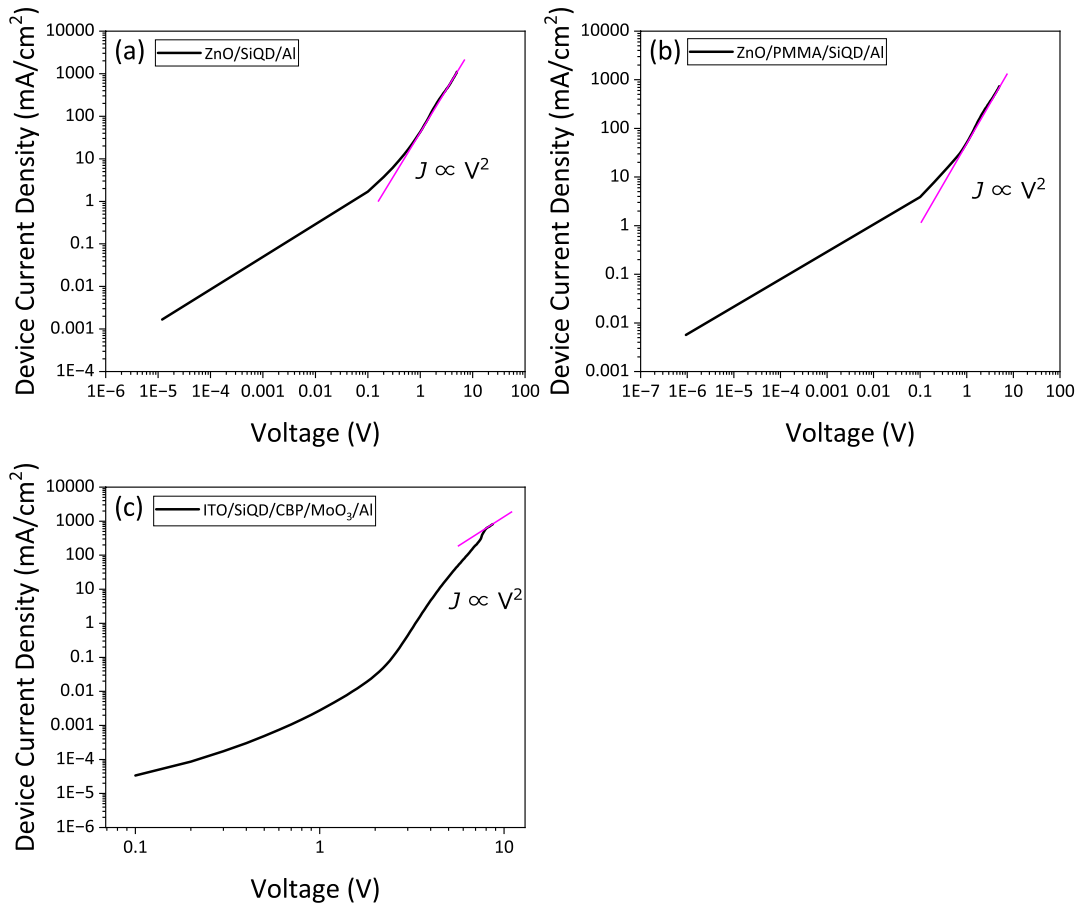 (a)
ZnO/SiQD/Al
J ∝ V²
Device Current Density (mA/cm²)
10000
1000
100
10
1
0.1
0.01
0.001
1E−4
1E−6 1E−5 1E−4 0.001 0.01 0.1 1 10 100
Voltage (V)
(b)
ZnO/PMMA/SiQD/Al
J ∝ V²
Device Current Density (mA/cm²)
10000
1000
100
10
1
0.1
0.01
0.001
1E−7 1E−6 1E−5 1E−4 0.001 0.01 0.1 1 10 100
Voltage (V)
(c)
ITO/SiQD/CBP/MoO₃/Al
J ∝ V²
Device Current Density (mA/cm²)
10000
1000
100
10
1
0.1
0.01
0.001
1E−4
1E−5
1E−6
0.1 1 10
Voltage (V)